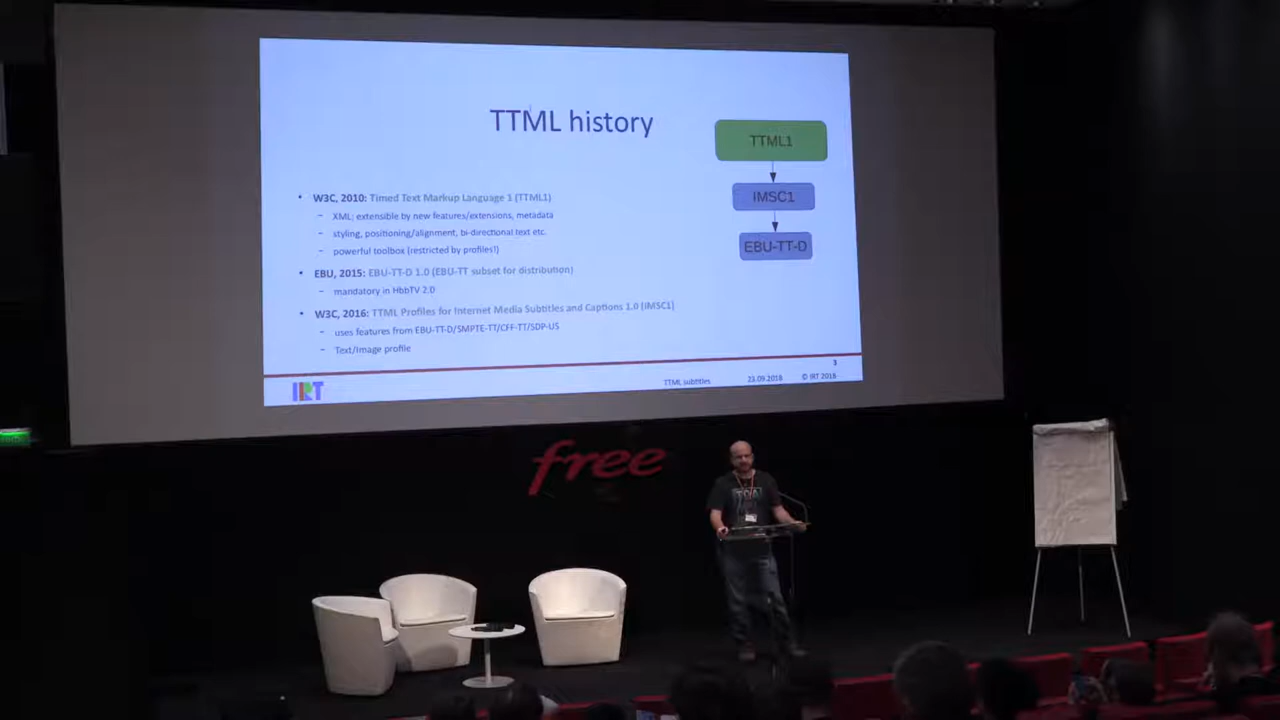 TTML history
TTML1
IMSC1
EBU-TT-D
• W3C, 2010: Timed Text Markup Language 1 (TTML1)
– XML; extensible by new features/extensions, metadata
– styling, positioning/alignment, bi-directional text etc.
– powerful toolbox (restricted by profiles!)
• EBU, 2015: EBU-TT-D 1.0 (EBU-TT subset for distribution)
– mandatory in HbbTV 2.0
• W3C, 2016: TTML Profiles for Internet Media Subtitles and Captions 1.0 (IMSC1)
– uses features from EBU-TT-D/SMPTE-TT/CFF-TT/SDP-US
– Text/Image profile
3
IRT
TTML subtitles
23.09.2018
© IRT 2018
free